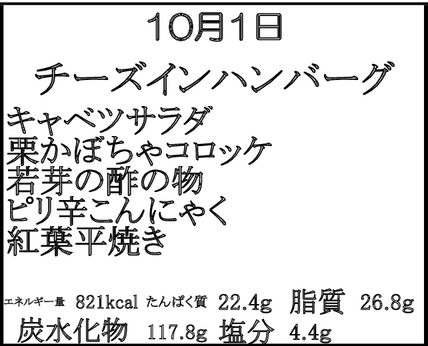 10月1日
チーズインハンバーグ
キャベツサラダ
栗かぼちゃコロッケ
若芽の酢の物
ピリ辛こんにゃく
紅葉平焼き
エネルギー量 821kcal たんぱく質 22.4g 脂質 26.8g
炭水化物 117.8g 塩分 4.4g